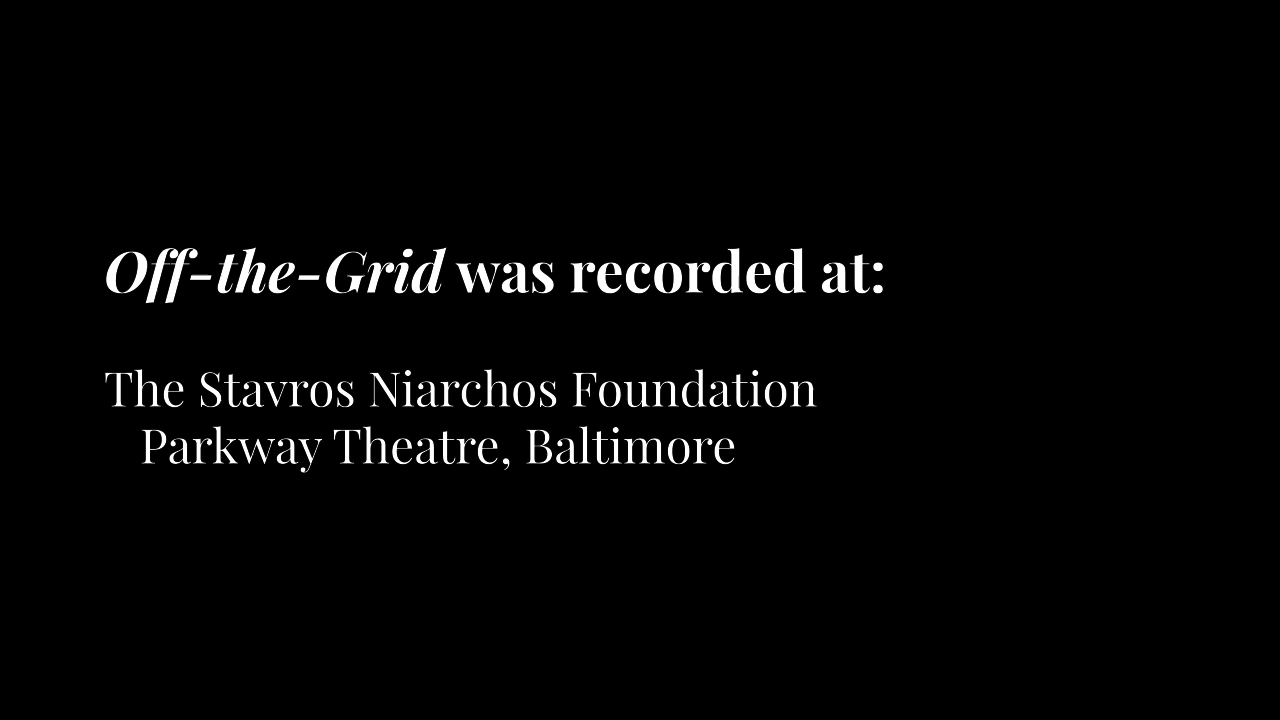 Off-the-Grid was recorded at:
The Stavros Niarchos Foundation
Parkway Theatre, Baltimore